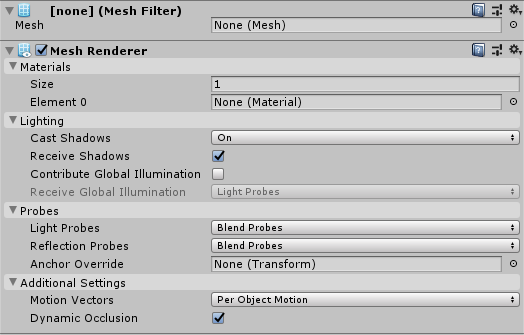 [none] (Mesh Filter)
Mesh None (Mesh)
Mesh Renderer
Materials
Size 1
Element 0 None (Material)
Lighting
Cast Shadows On
Receive Shadows
Contribute Global Illumination
Receive Global Illumination Light Probes
Probes
Light Probes Blend Probes
Reflection Probes Blend Probes
Anchor Override None (Transform)
Additional Settings
Motion Vectors Per Object Motion
Dynamic Occlusion